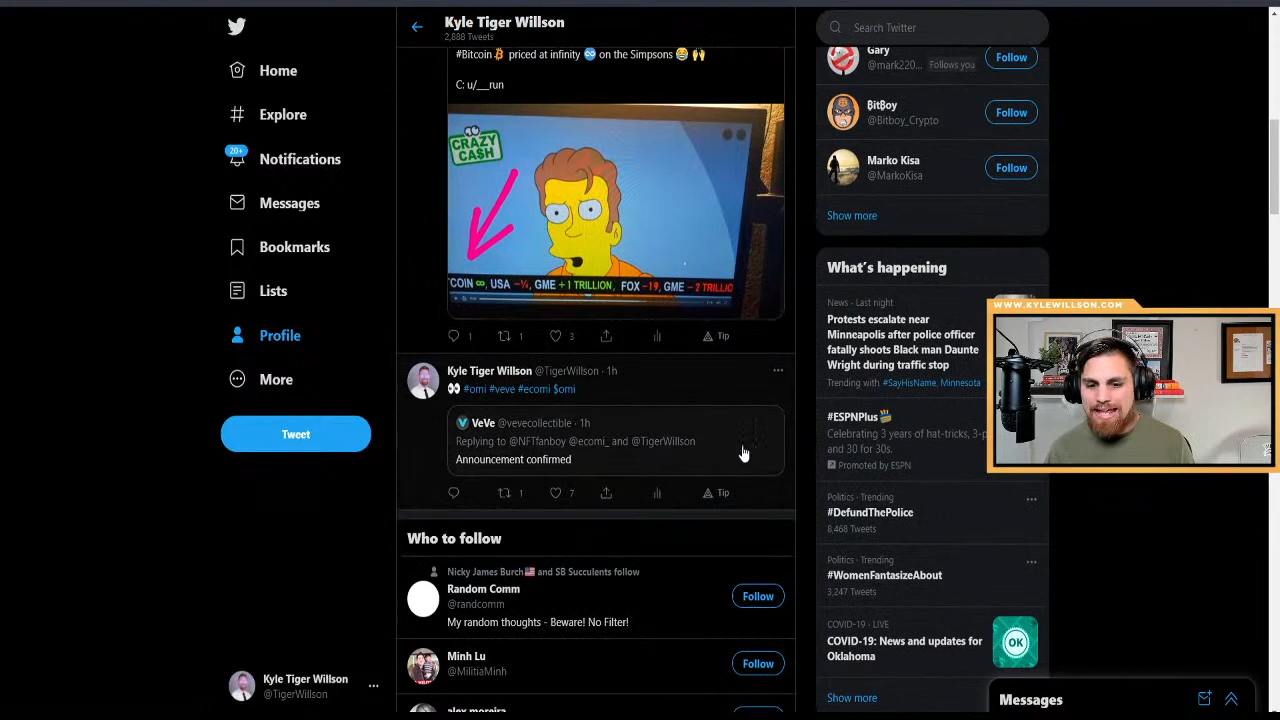 Home
Explore
20+
Notifications
Messages
Bookmarks
Lists
Profile
More
Tweet
Kyle Tiger Willson
@TigerWillson
Kyle Tiger Willson
2,888 Tweets
#Bitcoin priced at infinity ♾ on the Simpsons 😂 🙌
C: u/__run
CRAZY CA$H
COIN ∞, USA -¼, GME +1 TRILLION, FOX -19, GME -2 TRILLIO
1
1
3
Tip
Kyle Tiger Willson @TigerWillson · 1h
👀 #omi #veve #ecomi $omi
VeVe @vevecollectible · 1h
Replying to @NFTfanboy @ecomi_ and @TigerWillson
Announcement confirmed
1
7
Tip
Who to follow
Nicky James Burch🇺🇸 and SB Succulents follow
Random Comm
@randcomm
Follow
My random thoughts - Beware! No Filter!
Minh Lu
@MilitiaMinh
Follow
alex moreira
Search Twitter
Gary
@mark220... Follows you
Follow
₿it₿oy
@Bitboy_Crypto
Follow
Marko Kisa
@MarkoKisa
Follow
Show more
What's happening
News · Last night
Protests escalate near
Minneapolis after police officer
fatally shoots Black man Daunte
Wright during traffic stop
Trending with #SayHisName, Minnesota
WWW.KYLEWILLSON.COM
#ESPNPlus
Celebrating 3 years of hat-tricks, 3-p
and 30 for 30s.
Promoted by ESPN
Politics · Trending
#DefundThePolice
8,468 Tweets
Politics · Trending
#WomenFantasizeAbout
3,247 Tweets
COVID-19 · LIVE
COVID-19: News and updates for
Oklahoma
OK
Show more
Messages